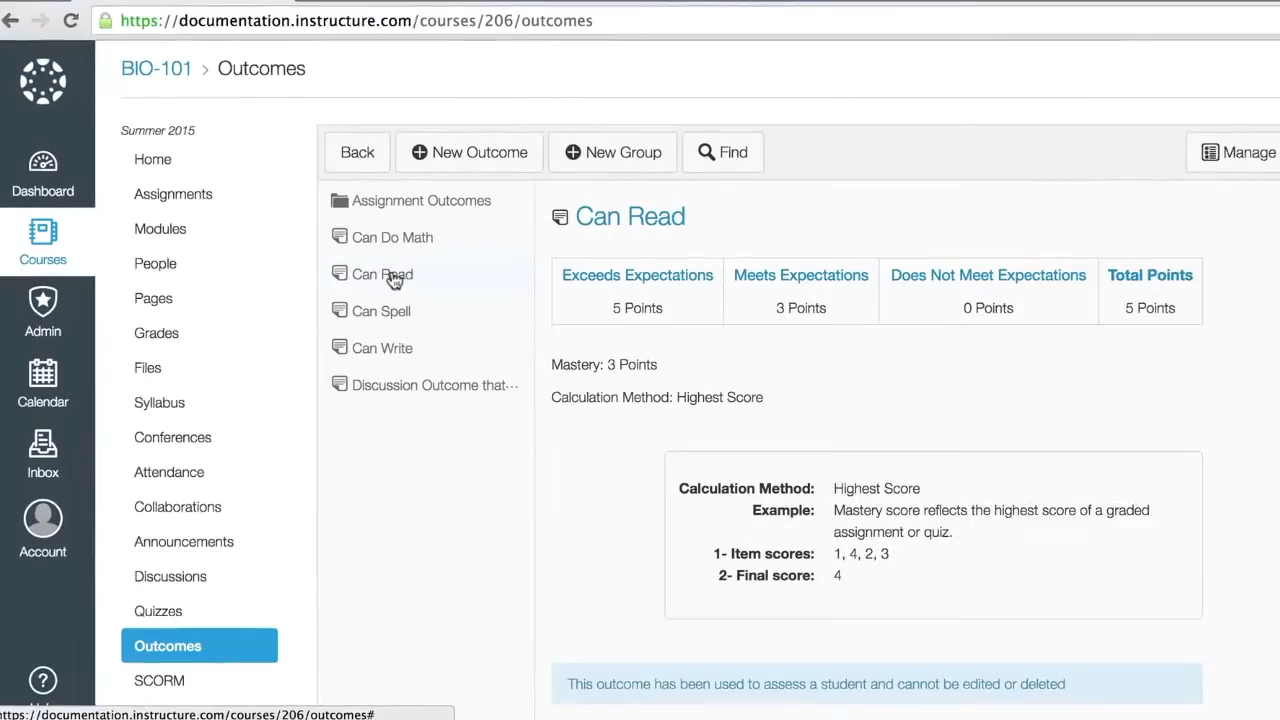 https://documentation.instructure.com/courses/206/outcomes
BIO-101 > Outcomes
Summer 2015
Home
Assignments
Modules
People
Pages
Grades
Files
Syllabus
Conferences
Attendance
Collaborations
Announcements
Discussions
Quizzes
Outcomes
SCORM
Dashboard
Courses
Admin
Calendar
Inbox
Account
Back
New Outcome
New Group
Find
Manage
Assignment Outcomes
Can Do Math
Can Read
Can Spell
Can Write
Discussion Outcome that···
Can Read
Exceeds Expectations Meets Expectations Does Not Meet Expectations Total Points
5 Points 3 Points 0 Points 5 Points
Mastery: 3 Points
Calculation Method: Highest Score
Calculation Method: Highest Score
Example: Mastery score reflects the highest score of a graded
assignment or quiz.
1- Item scores: 1, 4, 2, 3
2- Final score: 4
This outcome has been used to assess a student and cannot be edited or deleted
https://documentation.instructure.com/courses/206/outcomes#